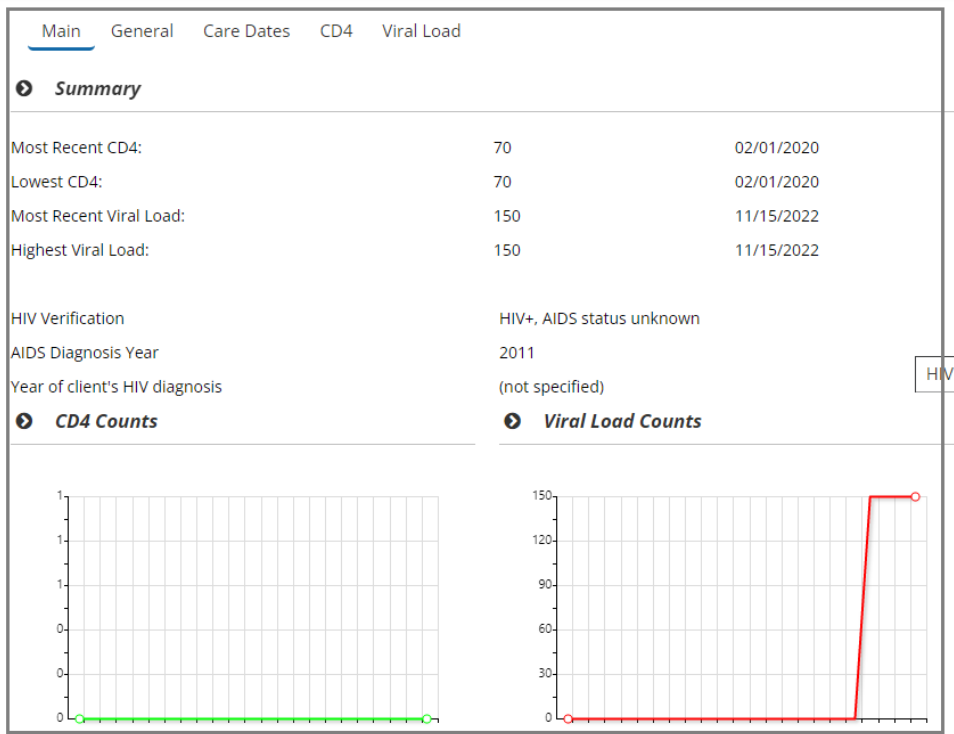 Main General Care Dates CD4 Viral Load
Summary
Most Recent CD4: 70 02/01/2020
Lowest CD4: 70 02/01/2020
Most Recent Viral Load: 150 11/15/2022
Highest Viral Load: 150 11/15/2022
HIV Verification HIV+, AIDS status unknown
AIDS Diagnosis Year 2011
HIV
Year of client's HIV diagnosis (not specified)
CD4 Counts Viral Load Counts
1 150
1 120
1 90
0 60
0 30
0 0